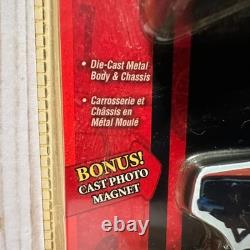 • Die-Cast Metal
Body & Chassis
• Carrosserie et
Châssis en
Métal Moulé
BONUS!
CAST PHOTO
MAGNET